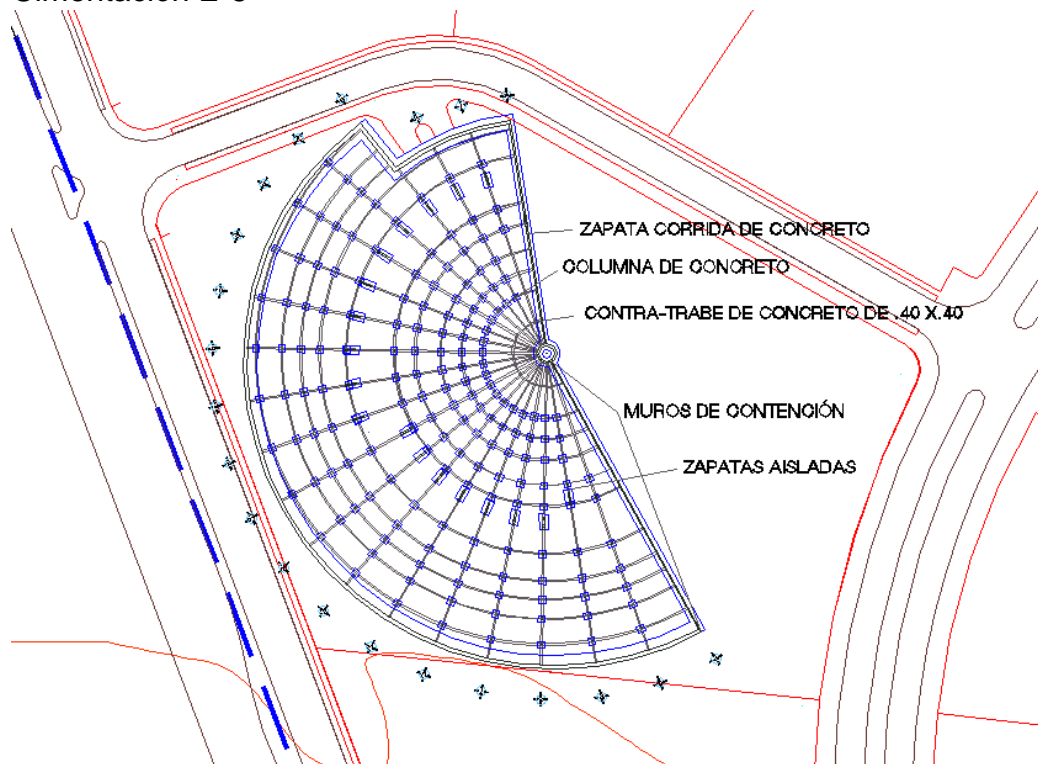 ZAPATA CORRIDA DE CONCRETO
COLUMNA DE CONCRETO
CONTRA-TRABE DE CONCRETO DE .40 X.40
MUROS DE CONTENCIÓN
ZAPATAS AISLADAS